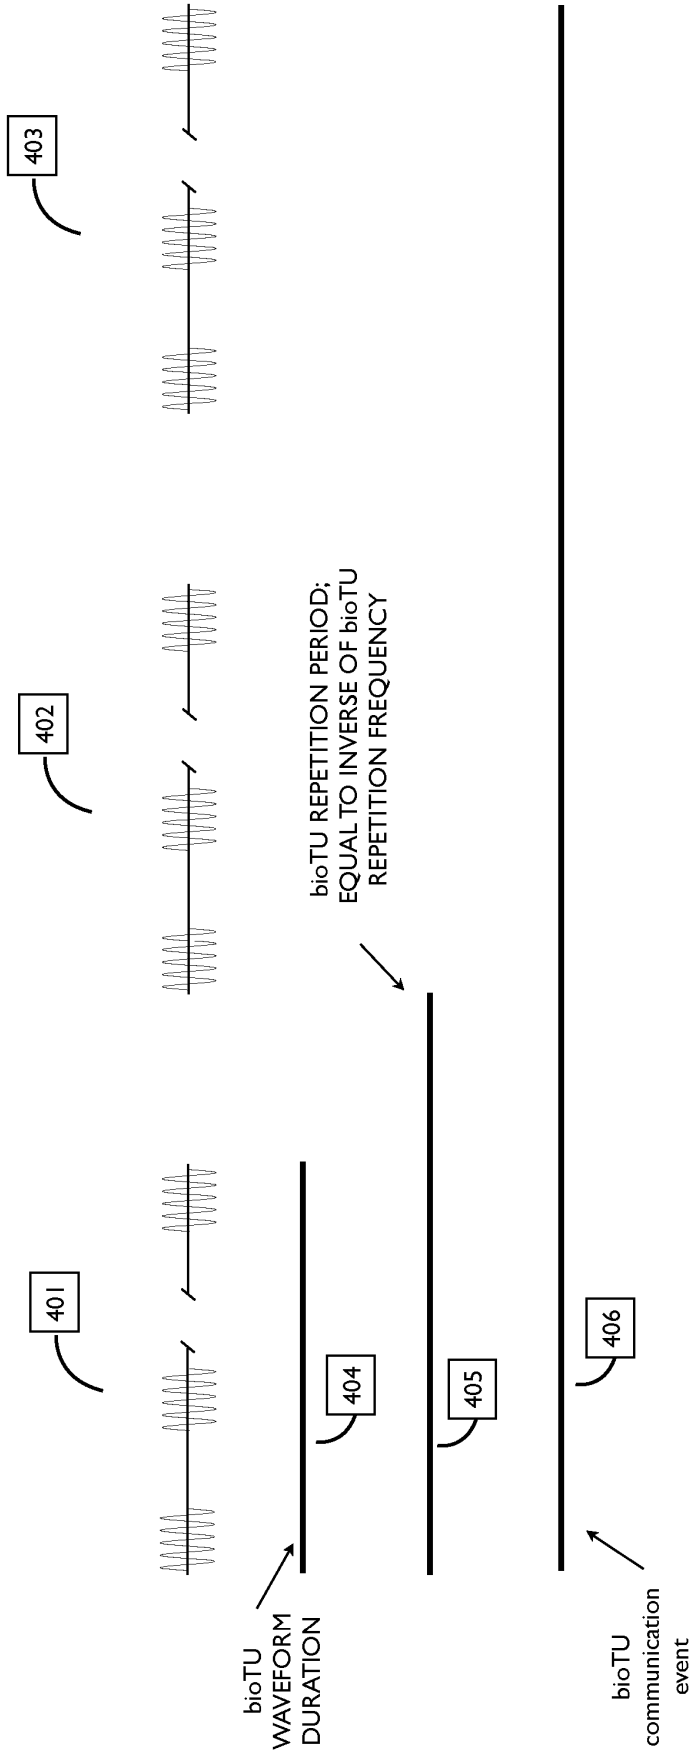 401
402
403
bioTU
WAVEFORM
DURATION
404
bioTU REPETITION PERIOD;
EQUAL TO INVERSE OF bioTU
REPETITION FREQUENCY
405
bioTU
communication
event
406